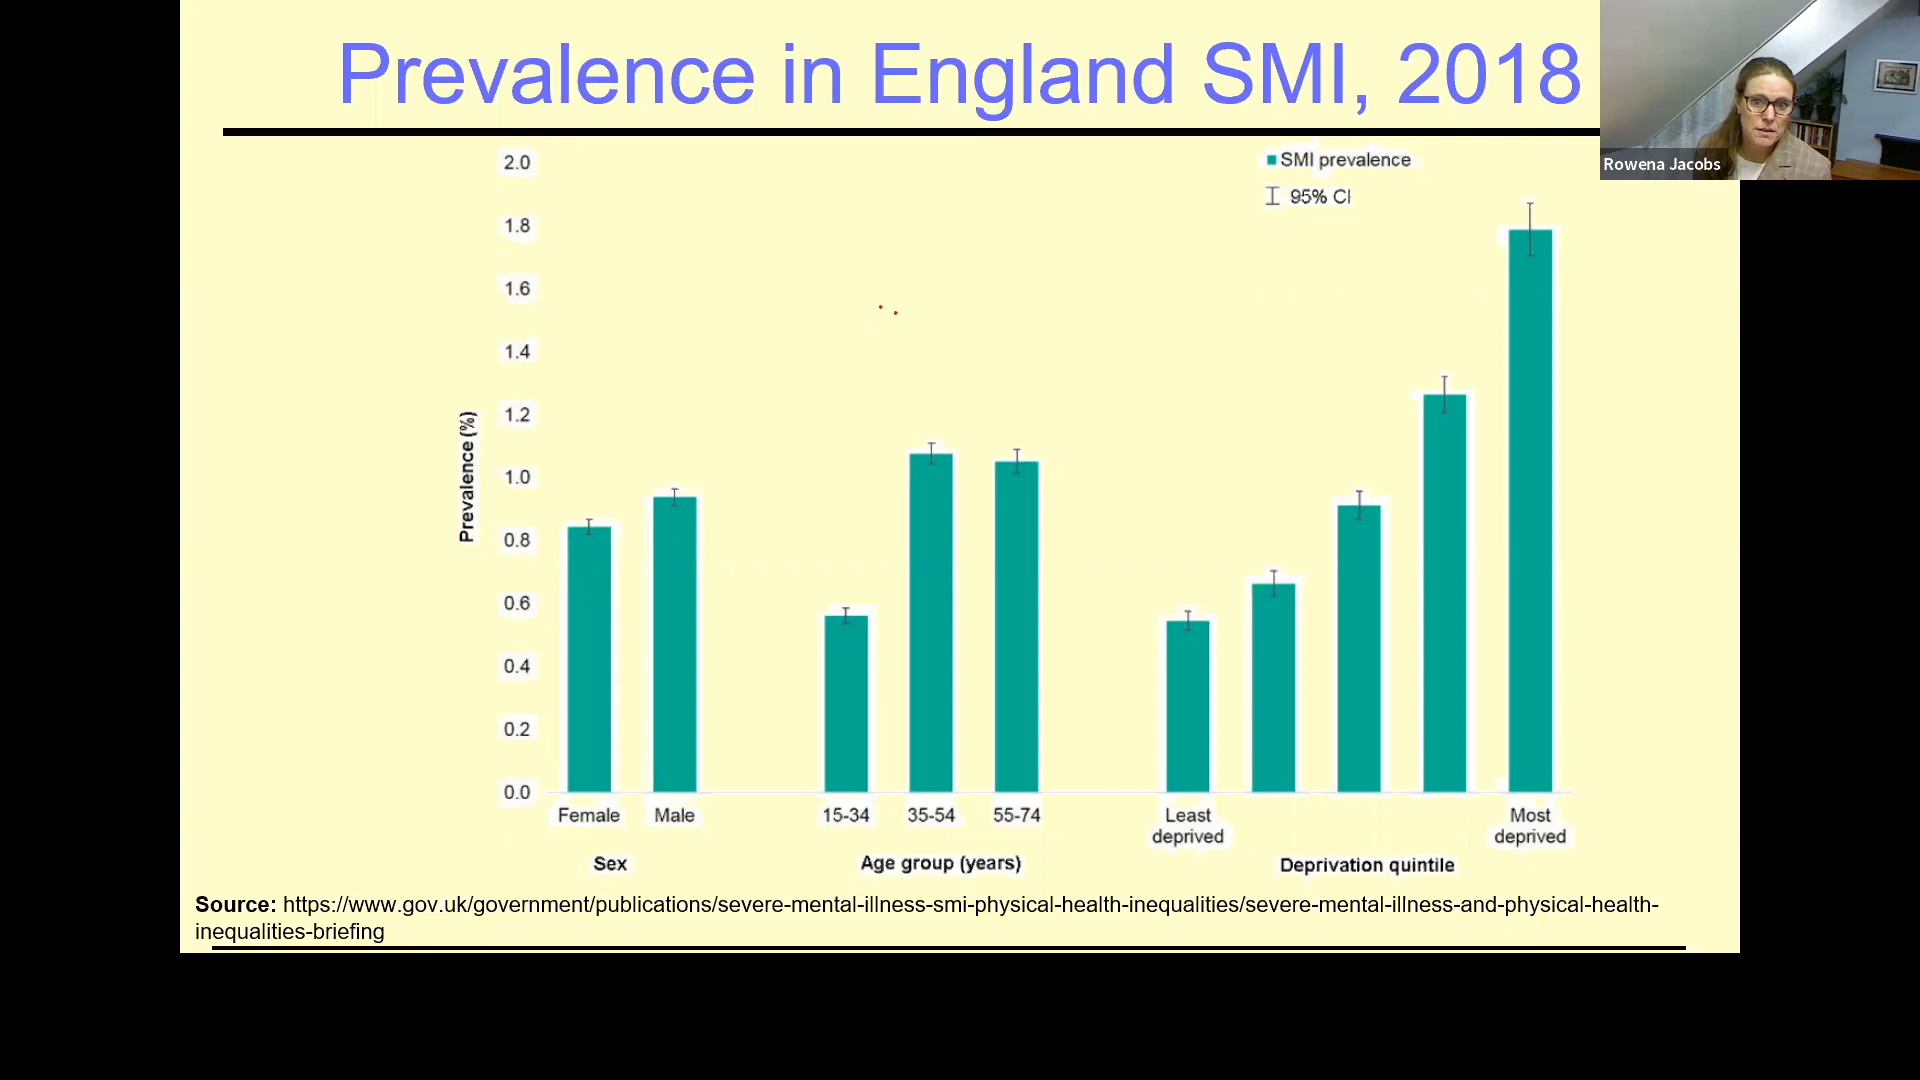 Prevalence in England SMI, 2018
Rowena Jacobs
SMI prevalence
95% CI
Prevalence (%)
2.0
1.8
1.6
1.4
1.2
1.0
0.8
0.6
0.4
0.2
0.0
Female Male 15-34 35-54 55-74 Least deprived Most deprived
Sex Age group (years) Deprivation quintile
Source: https://www.gov.uk/government/publications/severe-mental-illness-smi-physical-health-inequalities/severe-mental-illness-and-physical-health-
inequalities-briefing